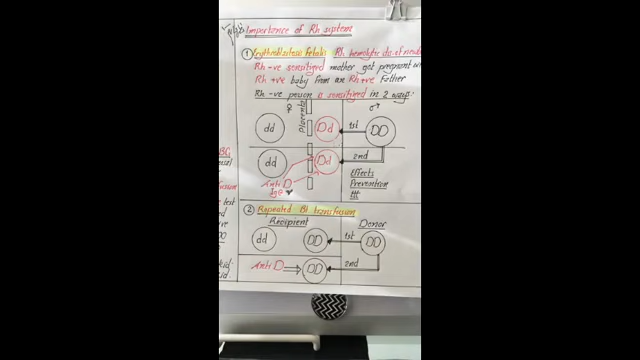 Importance of Rh system
① Erythroblastosis fetalis Rh hemolytic dis. of newb
Rh -ve sensitized mother got pregnant w
Rh +ve baby from an Rh +ve father
Rh -ve person is sensitized in 2 ways
♀ Placenta ♂
dd Dd 1st DD
dd Dd 2nd
Anti D
IgG
Effects
Prevention
ttt
② Repeated Bl transfusion
Recipient Donor
dd DD 1st DD
Anti D DD 2nd
BG